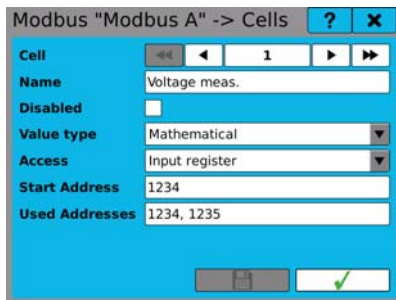 Modbus "Modbus A" -> Cells ? ×
Cell 1
Name Voltage meas.
Disabled
Value type Mathematical
Access Input register
Start Address 1234
Used Addresses 1234, 1235